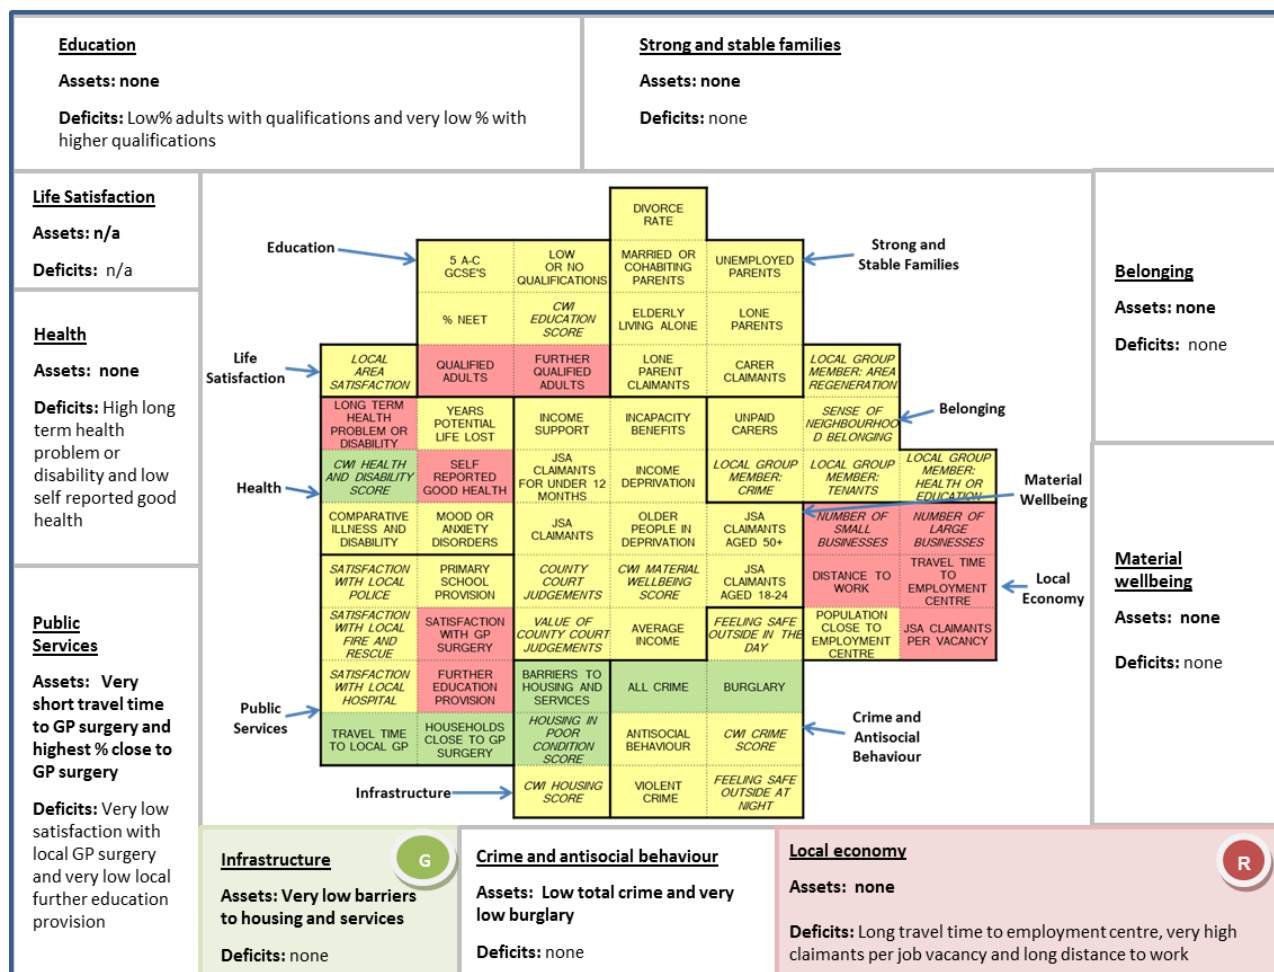 Education
Assets: none
Deficits: Low% adults with qualifications and very low % with
higher qualifications
Strong and stable families
Assets: none
Deficits: none
Life Satisfaction
Assets: n/a
Deficits: n/a
Health
Assets: none
Deficits: High long
term health
problem or
disability and low
self reported good
health
Public
Services
Assets: Very
short travel time
to GP surgery and
highest % close to
GP surgery
Deficits: Very low
satisfaction with
local GP surgery
and very low local
further education
provision
Education
Strong and
Stable Families
Life
Satisfaction
Belonging
Health
Material
Wellbeing
Local
Economy
Public
Services
Crime and
Antisocial
Behaviour
Infrastructure
DIVORCE
RATE
5 A-C
GCSE'S
LOW
OR NO
QUALIFICATIONS
MARRIED OR
COHABITING
PARENTS
UNEMPLOYED
PARENTS
% NEET
CWI
EDUCATION
SCORE
ELDERLY
LIVING ALONE
LONE
PARENTS
LOCAL
AREA
SATISFACTION
QUALIFIED
ADULTS
FURTHER
QUALIFIED
ADULTS
LONE
PARENT
CLAIMANTS
CARER
CLAIMANTS
LOCAL GROUP
MEMBER: AREA
REGENERATION
LONG TERM
HEALTH
PROBLEM OR
DISABILITY
YEARS
POTENTIAL
LIFE LOST
INCOME
SUPPORT
INCAPACITY
BENEFITS
UNPAID
CARERS
SENSE OF
NEIGHBOURHOO
D BELONGING
CWI HEALTH
AND DISABILITY
SCORE
SELF
REPORTED
GOOD HEALTH
JSA
CLAIMANTS
FOR UNDER 12
MONTHS
INCOME
DEPRIVATION
LOCAL GROUP
MEMBER:
CRIME
LOCAL GROUP
MEMBER:
TENANTS
LOCAL GROUP
MEMBER:
HEALTH OR
EDUCATION
COMPARATIVE
ILLNESS AND
DISABILITY
MOOD OR
ANXIETY
DISORDERS
JSA
CLAIMANTS
OLDER
PEOPLE IN
DEPRIVATION
JSA
CLAIMANTS
AGED 50+
NUMBER OF
SMALL
BUSINESSES
NUMBER OF
LARGE
BUSINESSES
SATISFACTION
WITH LOCAL
POLICE
PRIMARY
SCHOOL
PROVISION
COUNTY
COURT
JUDGEMENTS
CWI MATERIAL
WELLBEING
SCORE
JSA
CLAIMANTS
AGED 18-24
DISTANCE TO
WORK
TRAVEL TIME
TO
EMPLOYMENT
CENTRE
SATISFACTION
WITH LOCAL
FIRE AND
RESCUE
SATISFACTION
WITH GP
SURGERY
VALUE OF
COUNTY COURT
JUDGEMENTS
AVERAGE
INCOME
FEELING SAFE
OUTSIDE IN THE
DAY
POPULATION
CLOSE TO
EMPLOYMENT
CENTRE
JSA CLAIMANTS
PER VACANCY
SATISFACTION
WITH LOCAL
HOSPITAL
FURTHER
EDUCATION
PROVISION
BARRIERS TO
HOUSING AND
SERVICES
ALL CRIME
BURGLARY
TRAVEL TIME
TO LOCAL GP
HOUSEHOLDS
CLOSE TO GP
SURGERY
HOUSING IN
POOR
CONDITION
SCORE
ANTISOCIAL
BEHAVIOUR
CWI CRIME
SCORE
CWI HOUSING
SCORE
VIOLENT
CRIME
FEELING SAFE
OUTSIDE AT
NIGHT
Belonging
Assets: none
Deficits: none
Material
wellbeing
Assets: none
Deficits: none
Infrastructure
G
Assets: Very low barriers
to housing and services
Deficits: none
Crime and antisocial behaviour
Assets: Low total crime and very
low burglary
Deficits: none
Local economy
R
Assets: none
Deficits: Long travel time to employment centre, very high
claimants per job vacancy and long distance to work